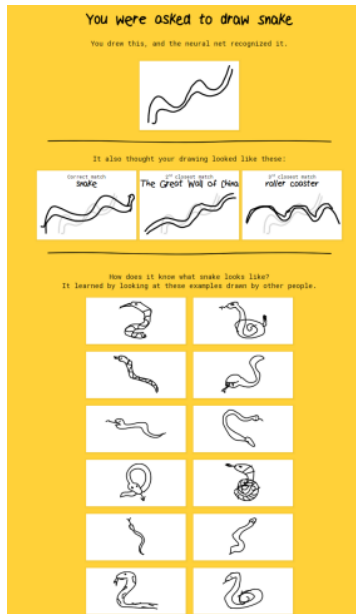 You were asked to draw snake
You drew this, and the neural net recognized it.
It also thought your drawing looked like these:
Correct match
snake
2nd closest match
The Great Wall of China
3rd closest match
roller coaster
How does it know what snake looks like?
It learned by looking at these examples drawn by other people.